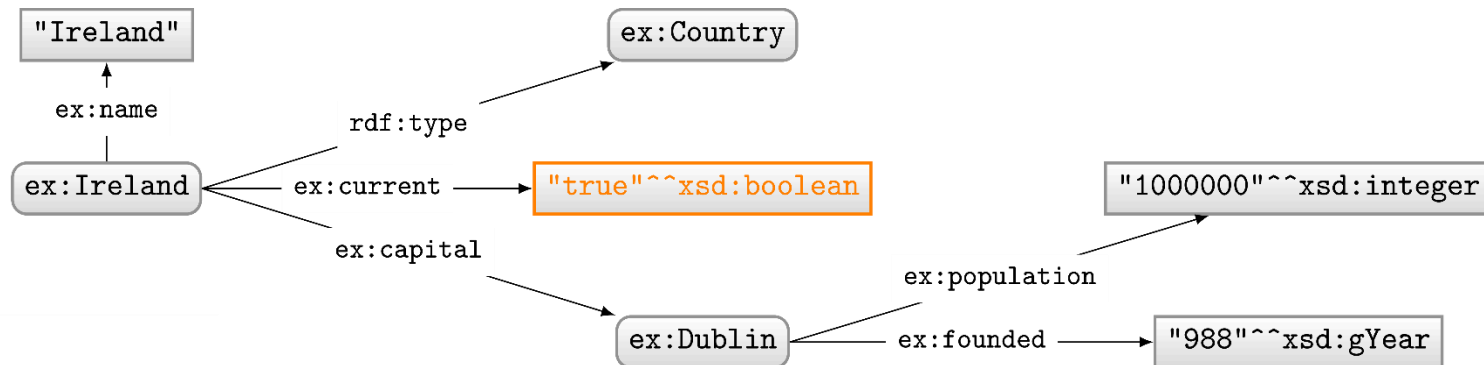 "Ireland"
ex:Country
ex:name
rdf:type
ex:Ireland
ex:current
"true"^^xsd:boolean
"1000000"^^xsd:integer
ex:capital
ex:population
ex:Dublin
ex:founded
"988"^^xsd:gYear